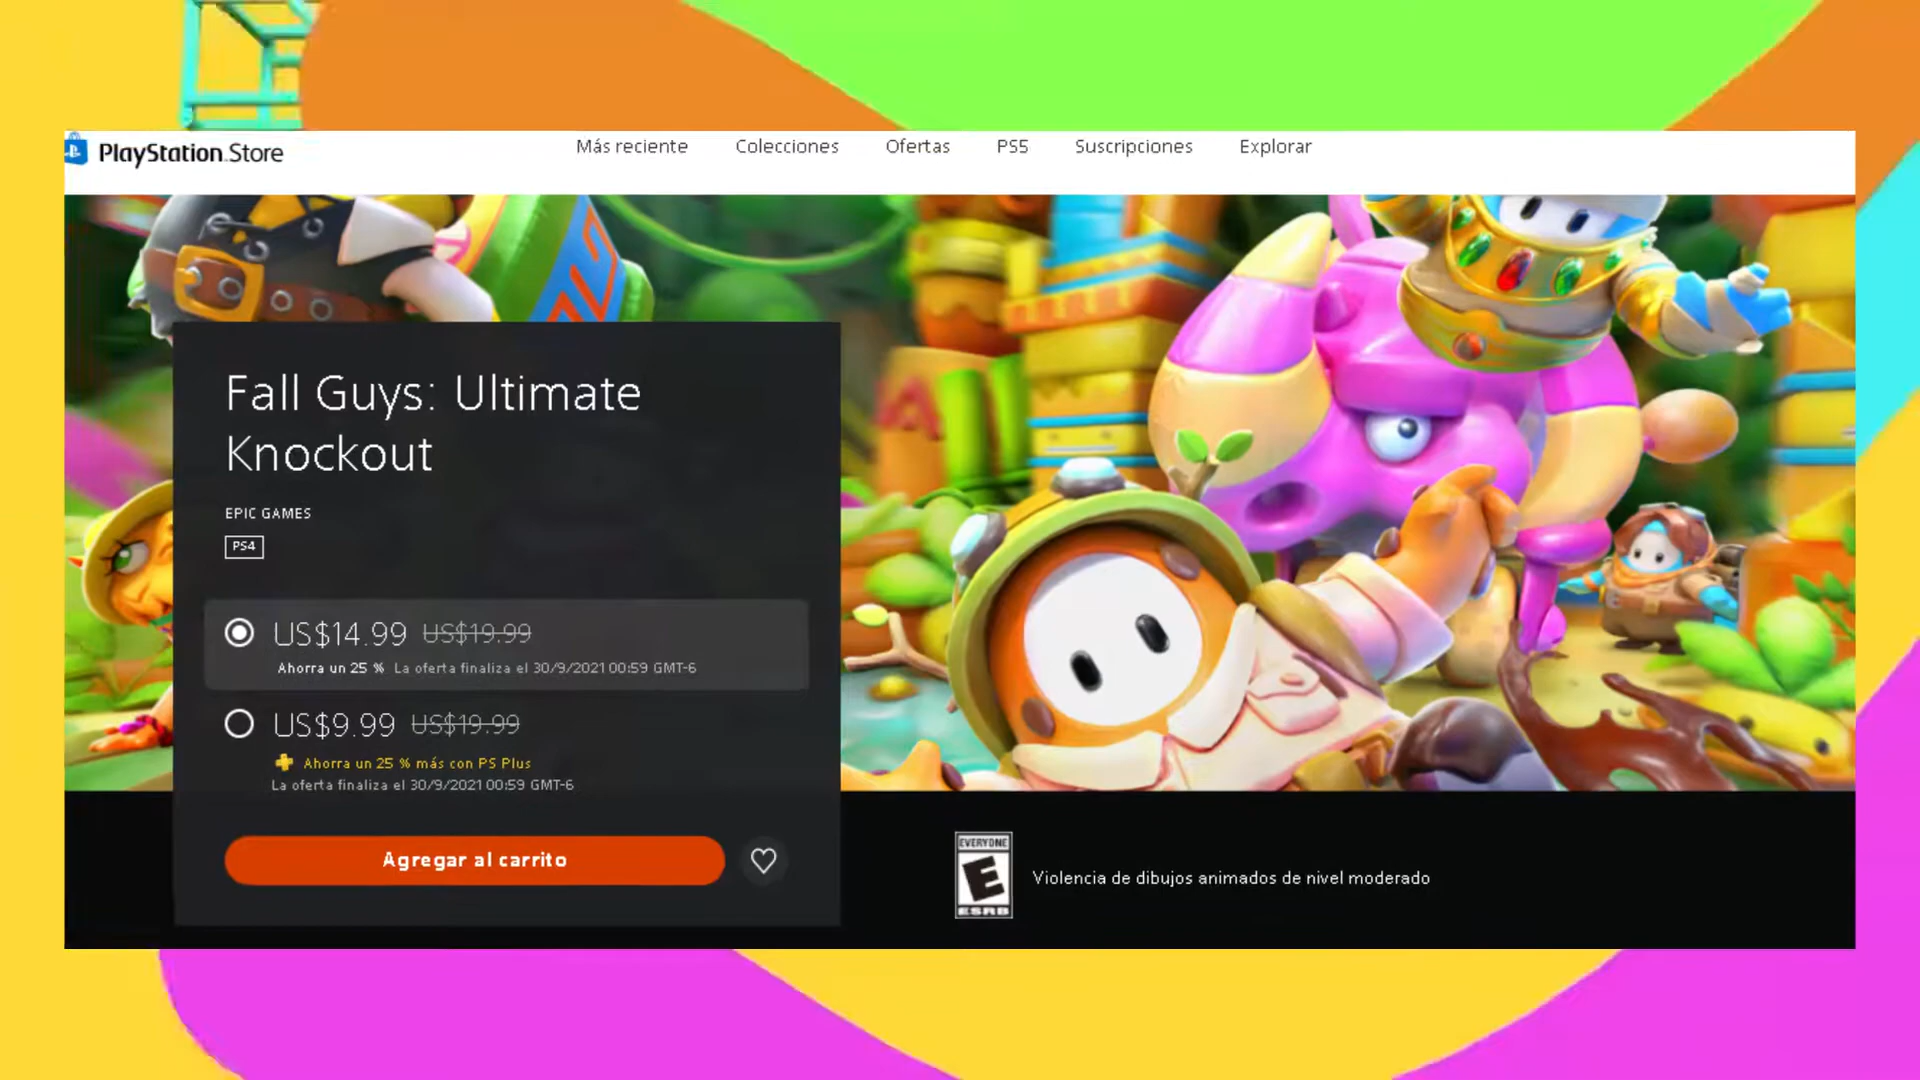 PlayStation Store
Más reciente Colecciones Ofertas PS5 Suscripciones Explorar
Fall Guys: Ultimate
Knockout
EPIC GAMES
PS4
US$14.99 US$19.99
Ahorra un 25 % La oferta finaliza el 30/9/2021 00:59 GMT-6
US$9.99 US$19.99
Ahorra un 25 % más con PS Plus
La oferta finaliza el 30/9/2021 00:59 GMT-6
Agregar al carrito
EVERYONE
E
ESRB
Violencia de dibujos animados de nivel moderado